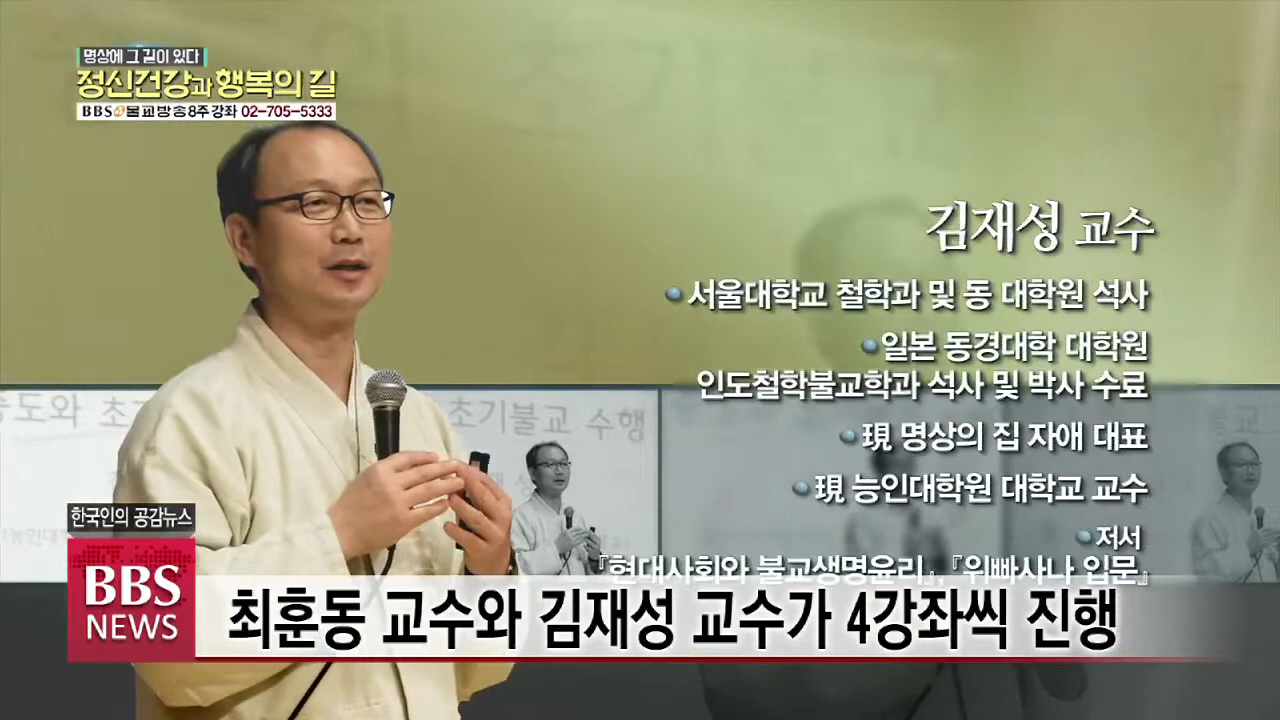 명상에 그 길이 있다
정신건강과 행복의 길
BBS 불교방송 8주 강좌 02-705-5333
김재성 교수
서울대학교 철학과 및 동 대학원 석사
일본 동경대학 대학원
인도철학불교학과 석사 및 박사 수료
現 명상의 집 자애 대표
現 능인대학원 대학교 교수
저서
『현대사회와 불교생명윤리』, 『위빠사나 입문』
중도와 초
초기불교 수행
한국인의 공감뉴스
BBS
NEWS
최훈동 교수와 김재성 교수가 4강좌씩 진행